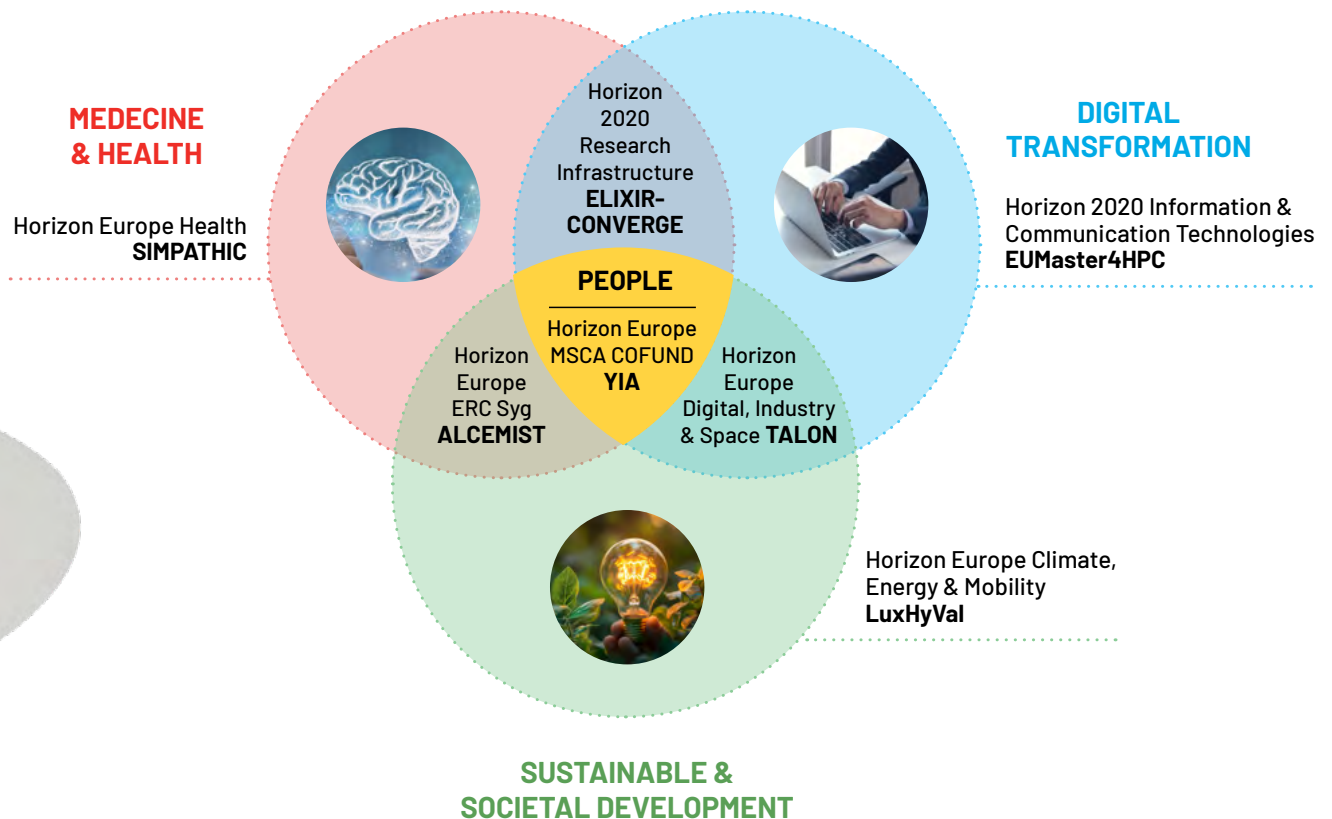 MEDECINE
& HEALTH
Horizon Europe Health
SIMPATHIC
Horizon
2020
Research
Infrastructure
ELIXIR-
CONVERGE
DIGITAL
TRANSFORMATION
Horizon 2020 Information &
Communication Technologies
EUMaster4HPC
PEOPLE
Horizon Europe
MSCA COFUND
YIA
Horizon
Europe
ERC Syg
ALCEMIST
Horizon
Europe
Digital, Industry
& Space TALON
Horizon Europe Climate,
Energy & Mobility
LuxHyVal
SUSTAINABLE &
SOCIETAL DEVELOPMENT